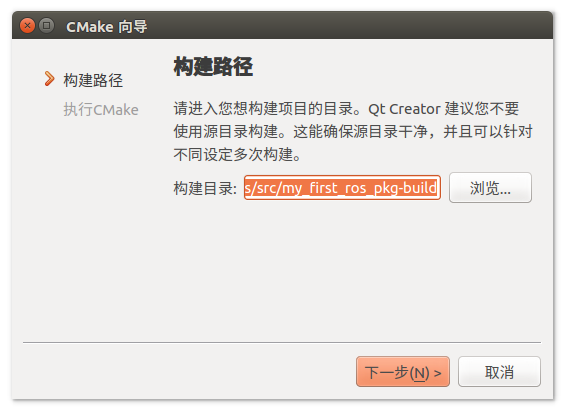 CMake 向导
构建路径
执行CMake
构建路径
请进入您想构建项目的目录。Qt Creator 建议您不要
使用源目录构建。这能确保源目录干净，并且可以针对
不同设定多次构建。
构建目录: s/src/my_first_ros_pkg-build
浏览...
下一步(N) >
取消